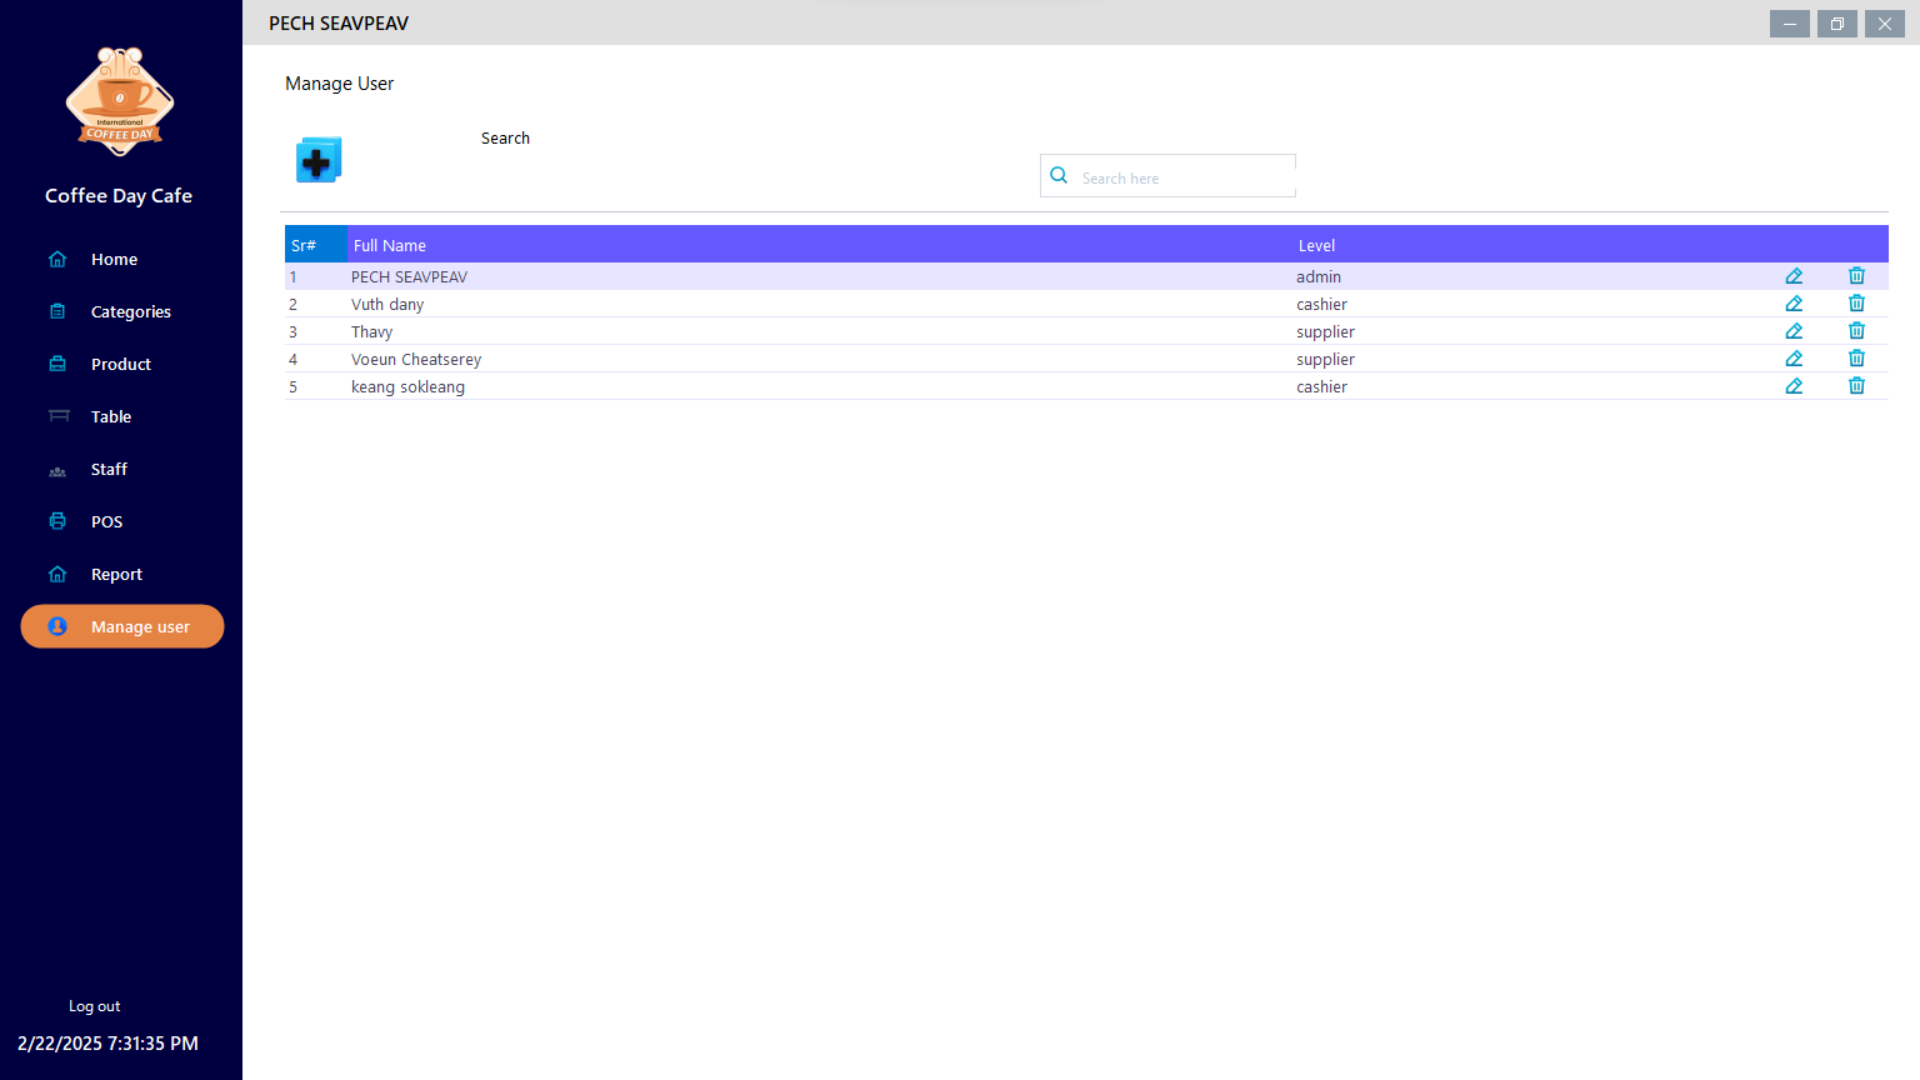 PECH SEAVPEAV
International
COFFEE DAY
Coffee Day Cafe
Home
Categories
Product
Table
Staff
POS
Report
Manage user
Log out
2/22/2025 7:31:35 PM
Manage User
Search
Search here
Sr# Full Name Level
1 PECH SEAVPEAV admin
2 Vuth dany cashier
3 Thavy supplier
4 Voeun Cheatserey supplier
5 keang sokleang cashier